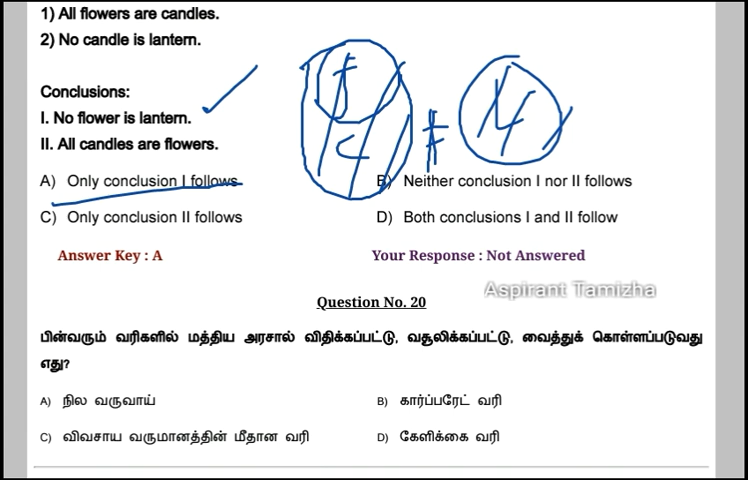 1) All flowers are candles.
2) No candle is lantern.
Conclusions:
I. No flower is lantern.
II. All candles are flowers.
A) Only conclusion I follows
B) Neither conclusion I nor II follows
C) Only conclusion II follows
D) Both conclusions I and II follow
Answer Key : A
Your Response : Not Answered
Aspirant Tamizha
Question No. 20
பின்வரும் வரிகளில் மத்திய அரசால் விதிக்கப்பட்டு, வசூலிக்கப்பட்டு, வைத்துக் கொள்ளப்படுவது
எது?
A) நில வருவாய்
B) கார்ப்பரேட் வரி
C) விவசாய வருமானத்தின் மீதான வரி
D) கேளிக்கை வரி